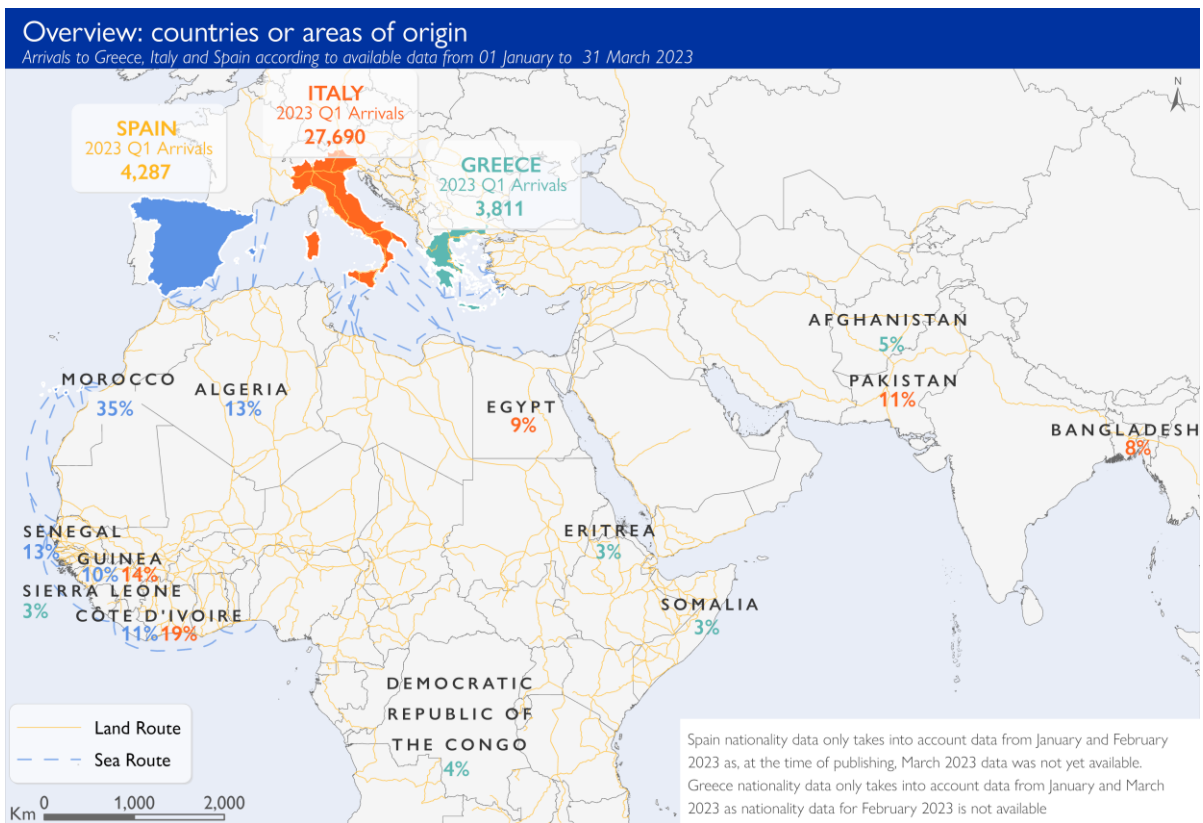 Overview: countries or areas of origin
Arrivals to Greece, Italy and Spain according to available data from 01 January to 31 March 2023
N
ITALY
2023 Q1 Arrivals
27,690
SPAIN
2023 Q1 Arrivals
4,287
GREECE
2023 Q1 Arrivals
3,811
AFGHANISTAN
5%
MOROCCO
35%
ALGERIA
13%
EGYPT
9%
PAKISTAN
11%
BANGLADESH
8%
SENEGAL
13%
GUINEA
10% 14%
SIERRA LEONE
3%
CÔTE D'IVOIRE
11% 19%
ERITREA
3%
SOMALIA
3%
DEMOCRATIC
REPUBLIC OF
THE CONGO
4%
Land Route
Sea Route
Km 0 1,000 2,000
Spain nationality data only takes into account data from January and February
2023 as, at the time of publishing, March 2023 data was not yet available.
Greece nationality data only takes into account data from January and March
2023 as nationality data for February 2023 is not available